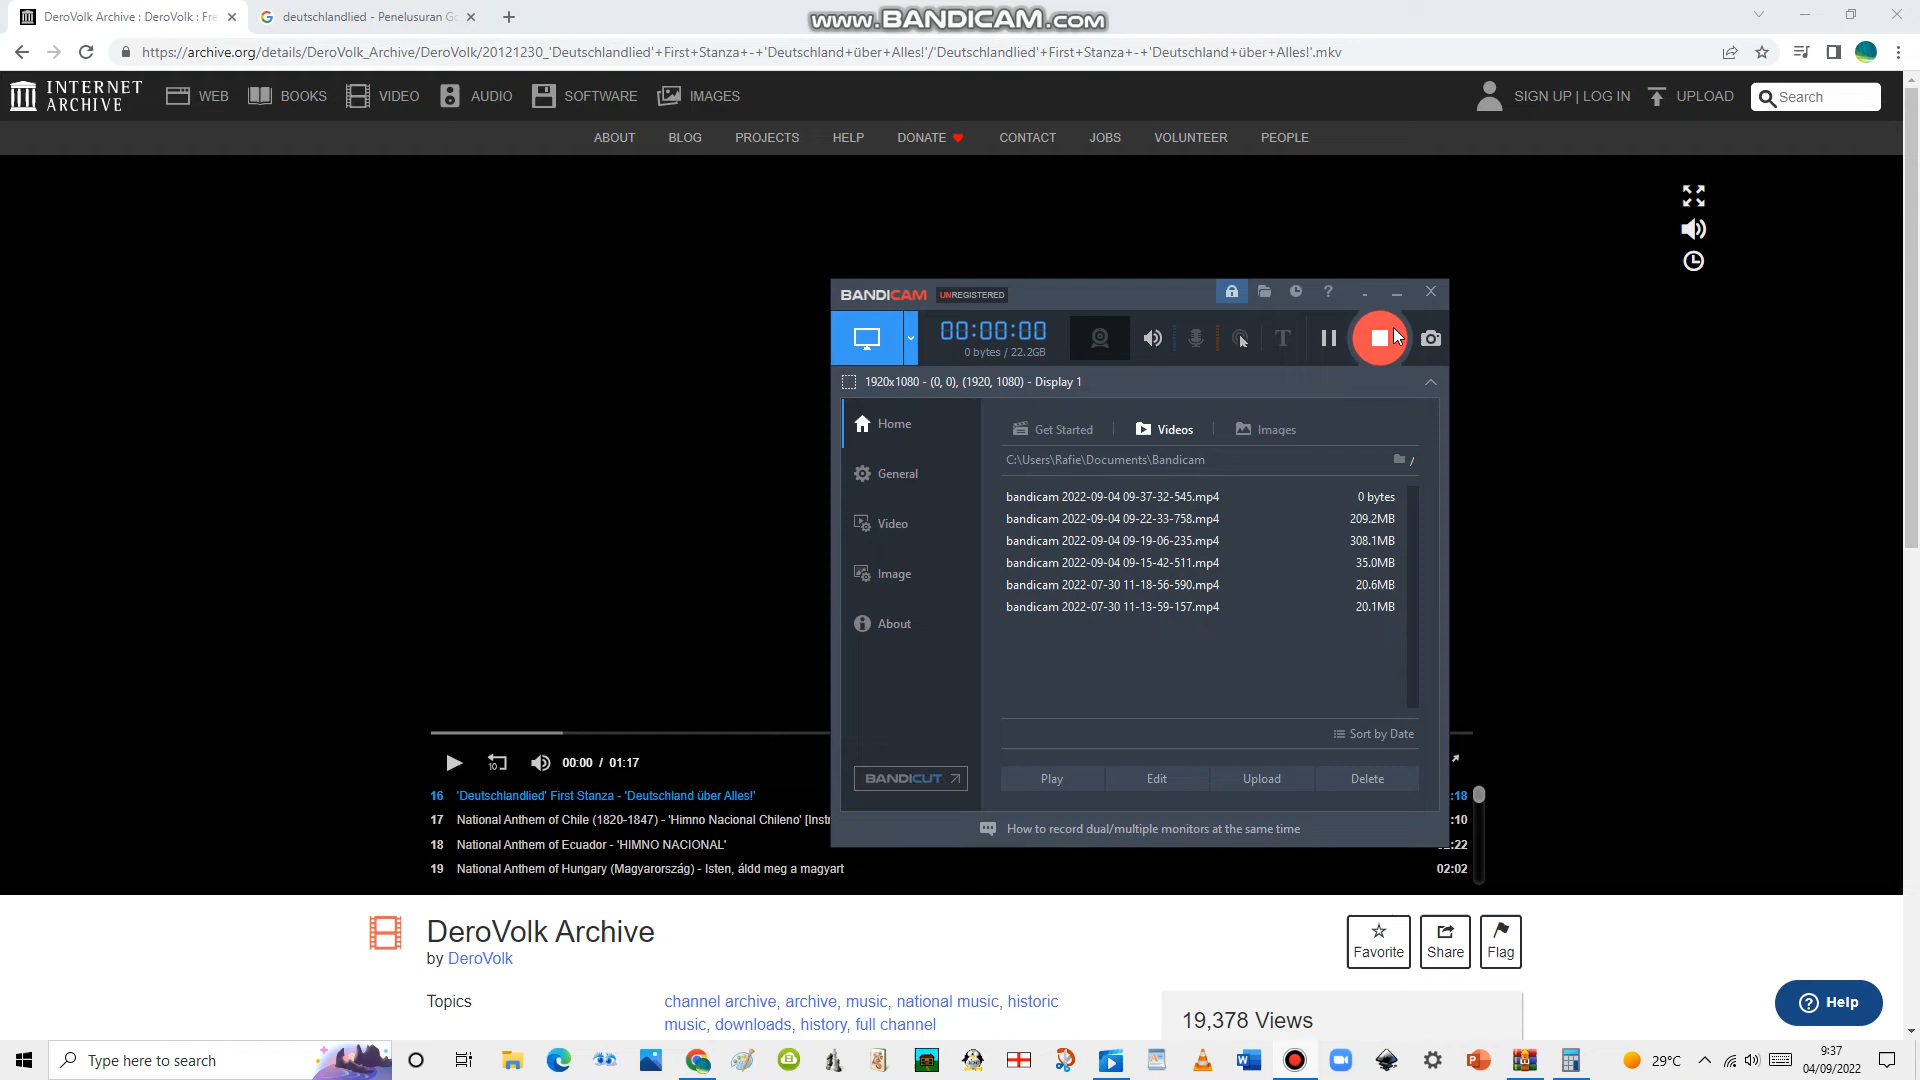 DeroVolk Archive : DeroVolk : Fre
deutschlandlied - Penelusuran Go
www.BANDICAM.com
https://archive.org/details/DeroVolk_Archive/DeroVolk/20121230_'Deutschlandlied'+First+Stanza+-+'Deutschland+über+Alles!'/'Deutschlandlied'+First+Stanza+-+'Deutschland+über+Alles!'.mkv
INTERNET ARCHIVE
WEB BOOKS VIDEO AUDIO SOFTWARE IMAGES
SIGN UP | LOG IN UPLOAD Search
ABOUT BLOG PROJECTS HELP DONATE CONTACT JOBS VOLUNTEER PEOPLE
BANDICAM UNREGISTERED
00:00:00
0 bytes / 22.2GB
1920x1080 - (0, 0), (1920, 1080) - Display 1
Home
General
Video
Image
About
BANDICUT
Get Started Videos Images
C:\Users\Rafie\Documents\Bandicam
bandicam 2022-09-04 09-37-32-545.mp4 0 bytes
bandicam 2022-09-04 09-22-33-758.mp4 209.2MB
bandicam 2022-09-04 09-19-06-235.mp4 308.1MB
bandicam 2022-09-04 09-15-42-511.mp4 35.0MB
bandicam 2022-07-30 11-18-56-590.mp4 20.6MB
bandicam 2022-07-30 11-13-59-157.mp4 20.1MB
Sort by Date
Play Edit Upload Delete
How to record dual/multiple monitors at the same time
10 00:00 / 01:17
16 'Deutschlandlied' First Stanza - 'Deutschland über Alles!' :18
17 National Anthem of Chile (1820-1847) - 'Himno Nacional Chileno' [Instr :10
18 National Anthem of Ecuador - 'HIMNO NACIONAL' :22
19 National Anthem of Hungary (Magyarország) - Isten, áldd meg a magyart 02:02
DeroVolk Archive
by DeroVolk
Favorite Share Flag
Topics
channel archive, archive, music, national music, historic
music, downloads, history, full channel
19,378 Views
Help
Type here to search
29°C
9:37
04/09/2022